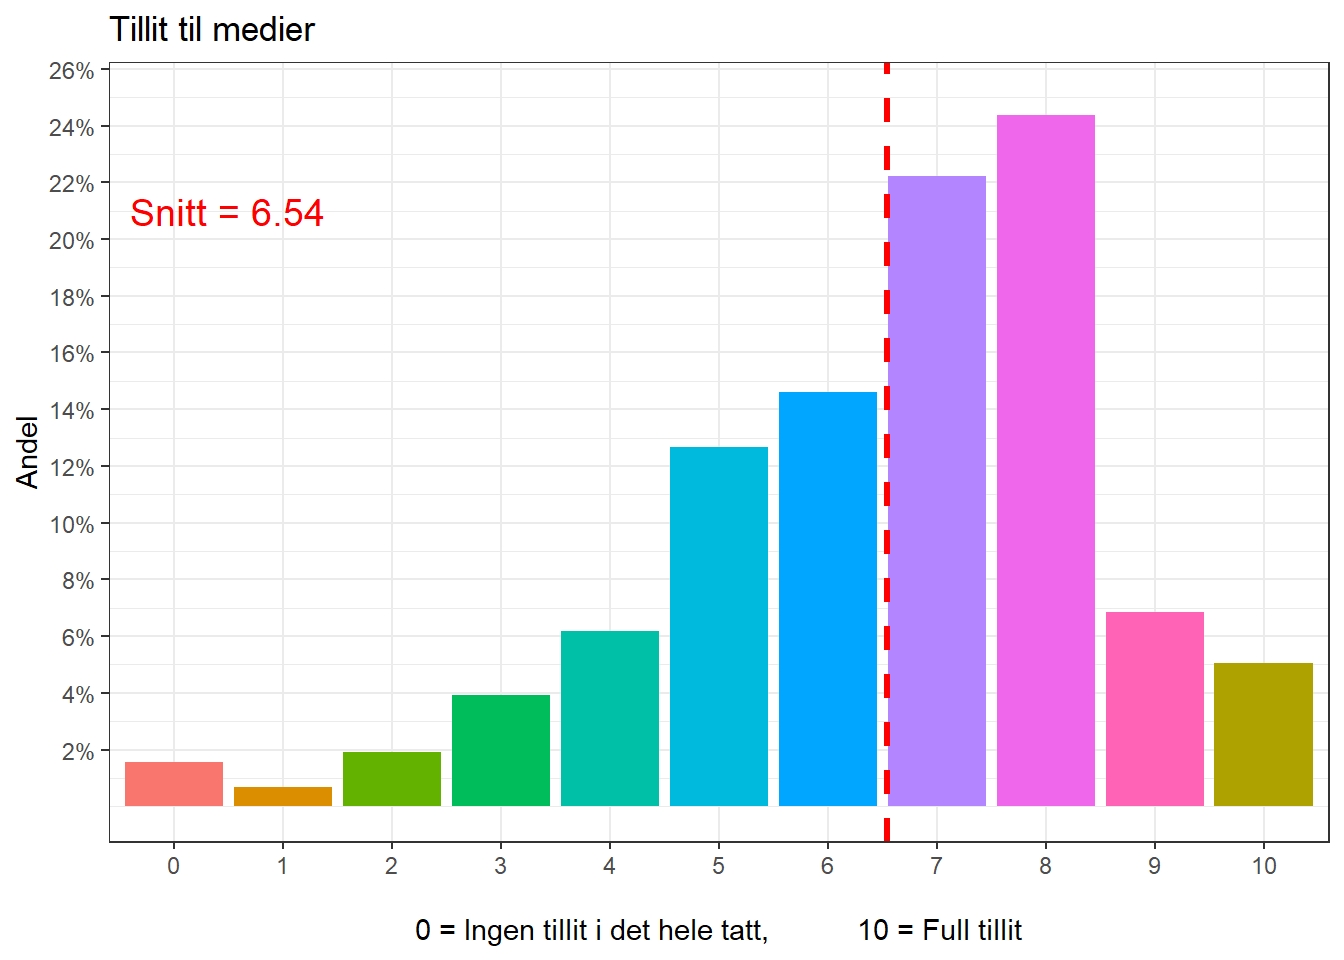 Tillit til medier
26%
24%
22%
20%
18%
16%
14%
12%
10%
8%
6%
4%
2%
Andel
Snitt = 6.54
0 1 2 3 4 5 6 7 8 9 10
0 = Ingen tillit i det hele tatt, 10 = Full tillit